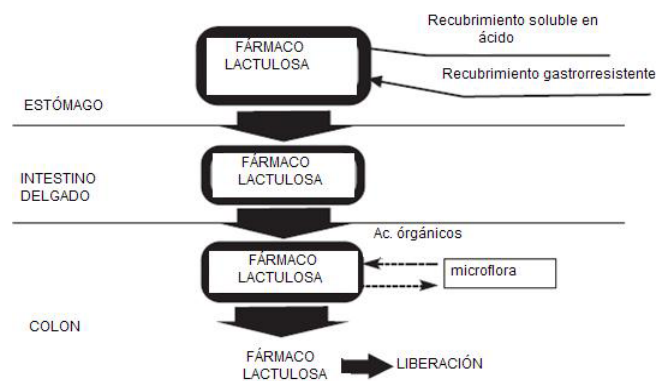 Recubrimiento soluble en
ácido
FÁRMACO
LACTULOSA
Recubrimiento gastrorresistente
ESTÓMAGO
FÁRMACO
LACTULOSA
INTESTINO
DELGADO
Ac. órgánicos
FÁRMACO
LACTULOSA
microflora
COLON
FÁRMACO
LACTULOSA
LIBERACIÓN